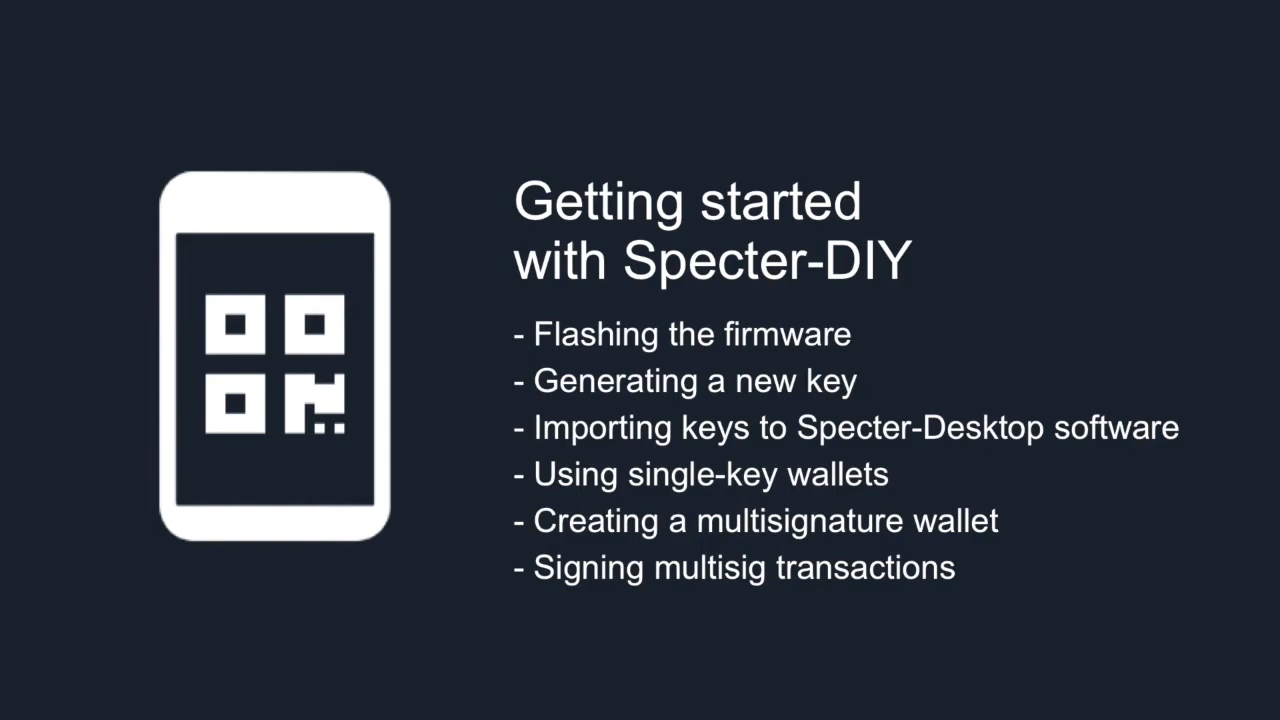 Getting started
with Specter-DIY
- Flashing the firmware
- Generating a new key
- Importing keys to Specter-Desktop software
- Using single-key wallets
- Creating a multisignature wallet
- Signing multisig transactions